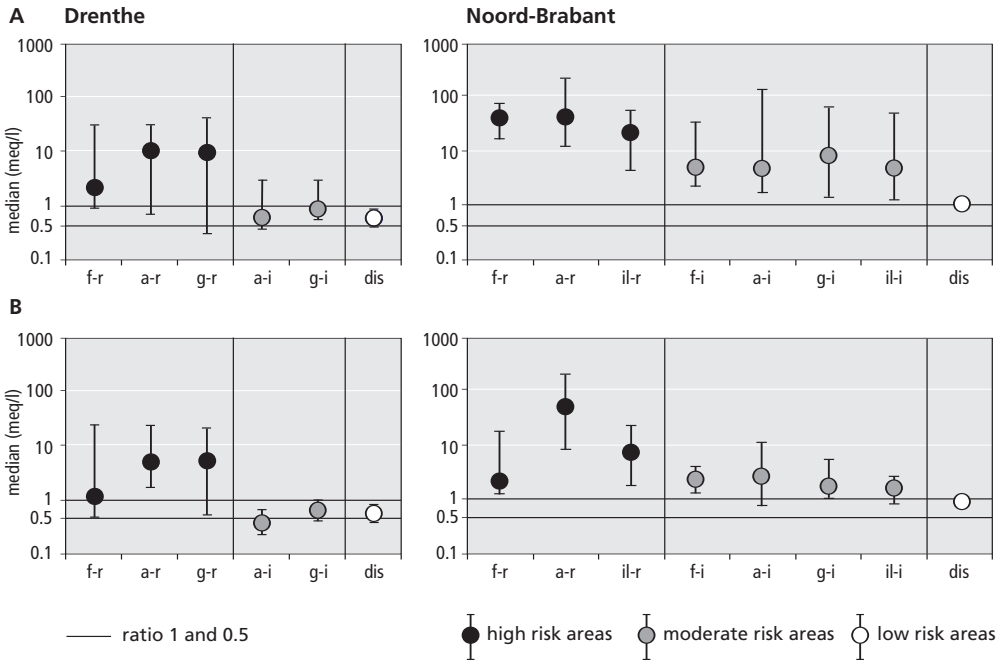 A Drenthe Noord-Brabant
1000 1000
100 100
10 10
1 1
0.5 0.5
0.1 0.1
median (meq/l)
f-r a-r g-r a-i g-i dis f-r a-r il-r f-i a-i g-i il-i dis
B
1000 1000
100 100
10 10
1 1
0.5 0.5
0.1 0.1
median (meq/l)
f-r a-r g-r a-i g-i dis f-r a-r il-r f-i a-i g-i il-i dis
ratio 1 and 0.5 high risk areas moderate risk areas low risk areas